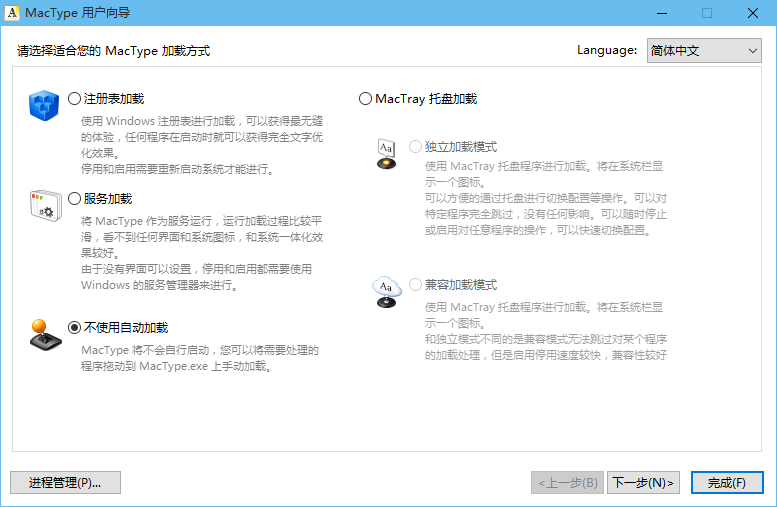 MacType 用户向导
请选择适合您的 MacType 加载方式
Language:
简体中文
注册表加载
使用 Windows 注册表进行加载，可以获得最无缝
的体验，任何程序在启动时就可以获得完全文字优
化效果。
停用和启用需要重新启动系统才能进行。
服务加载
将 MacType 作为服务运行，运行加载过程比较平
滑，看不到任何界面和系统图标，和系统一体化效
果较好。
由于没有界面可以设置，停用和启用都需要使用
Windows 的服务管理器来进行。
不使用自动加载
MacType 将不会自行启动，您可以将需要处理的
程序拖动到 MacType.exe 上手动加载。
MacTray 托盘加载
Aa
独立加载模式
使用 MacTray 托盘程序进行加载。将在系统栏显
示一个图标。
可以方便的通过托盘进行切换配置等操作。可以对
特定程序完全跳过，没有任何影响。可以随时停止
或启用对任意程序的操作，可以快速切换配置。
Aa
兼容加载模式
使用 MacTray 托盘程序进行加载。将在系统栏显
示一个图标。
和独立模式不同的是兼容模式无法跳过对某个程序
的加载处理，但是启用停用速度较快，兼容性较好
进程管理(P)...
<上一步(B)
下一步(N)>
完成(F)